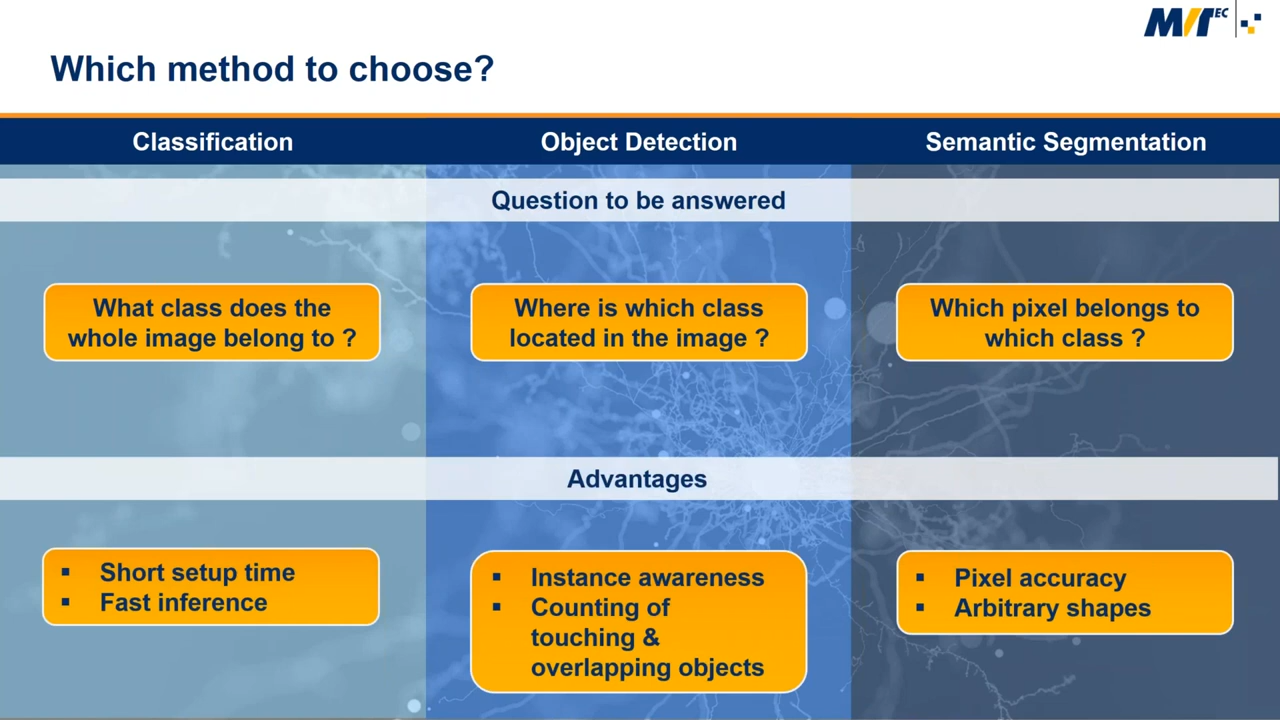 MVTEC
Which method to choose?
Classification
Object Detection
Semantic Segmentation
Question to be answered
What class does the
whole image belong to ?
Where is which class
located in the image ?
Which pixel belongs to
which class ?
Advantages
▪ Short setup time
▪ Fast inference
▪ Instance awareness
▪ Counting of
touching &
overlapping objects
▪ Pixel accuracy
▪ Arbitrary shapes